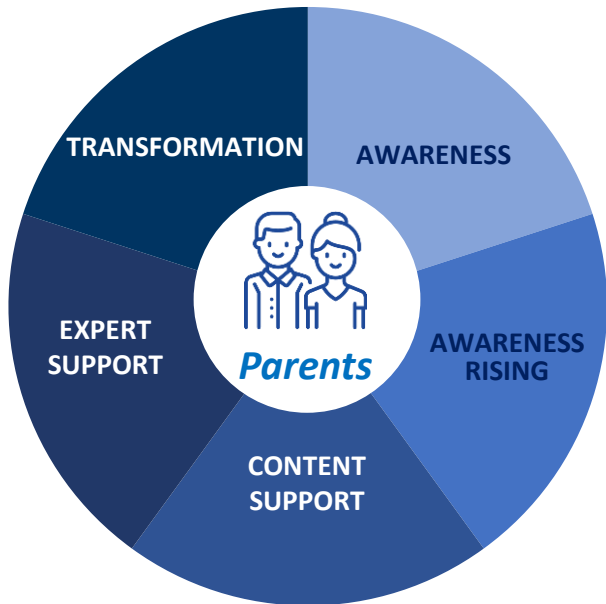 TRANSFORMATION
AWARENESS
AWARENESS
RISING
CONTENT
SUPPORT
EXPERT
SUPPORT
Parents